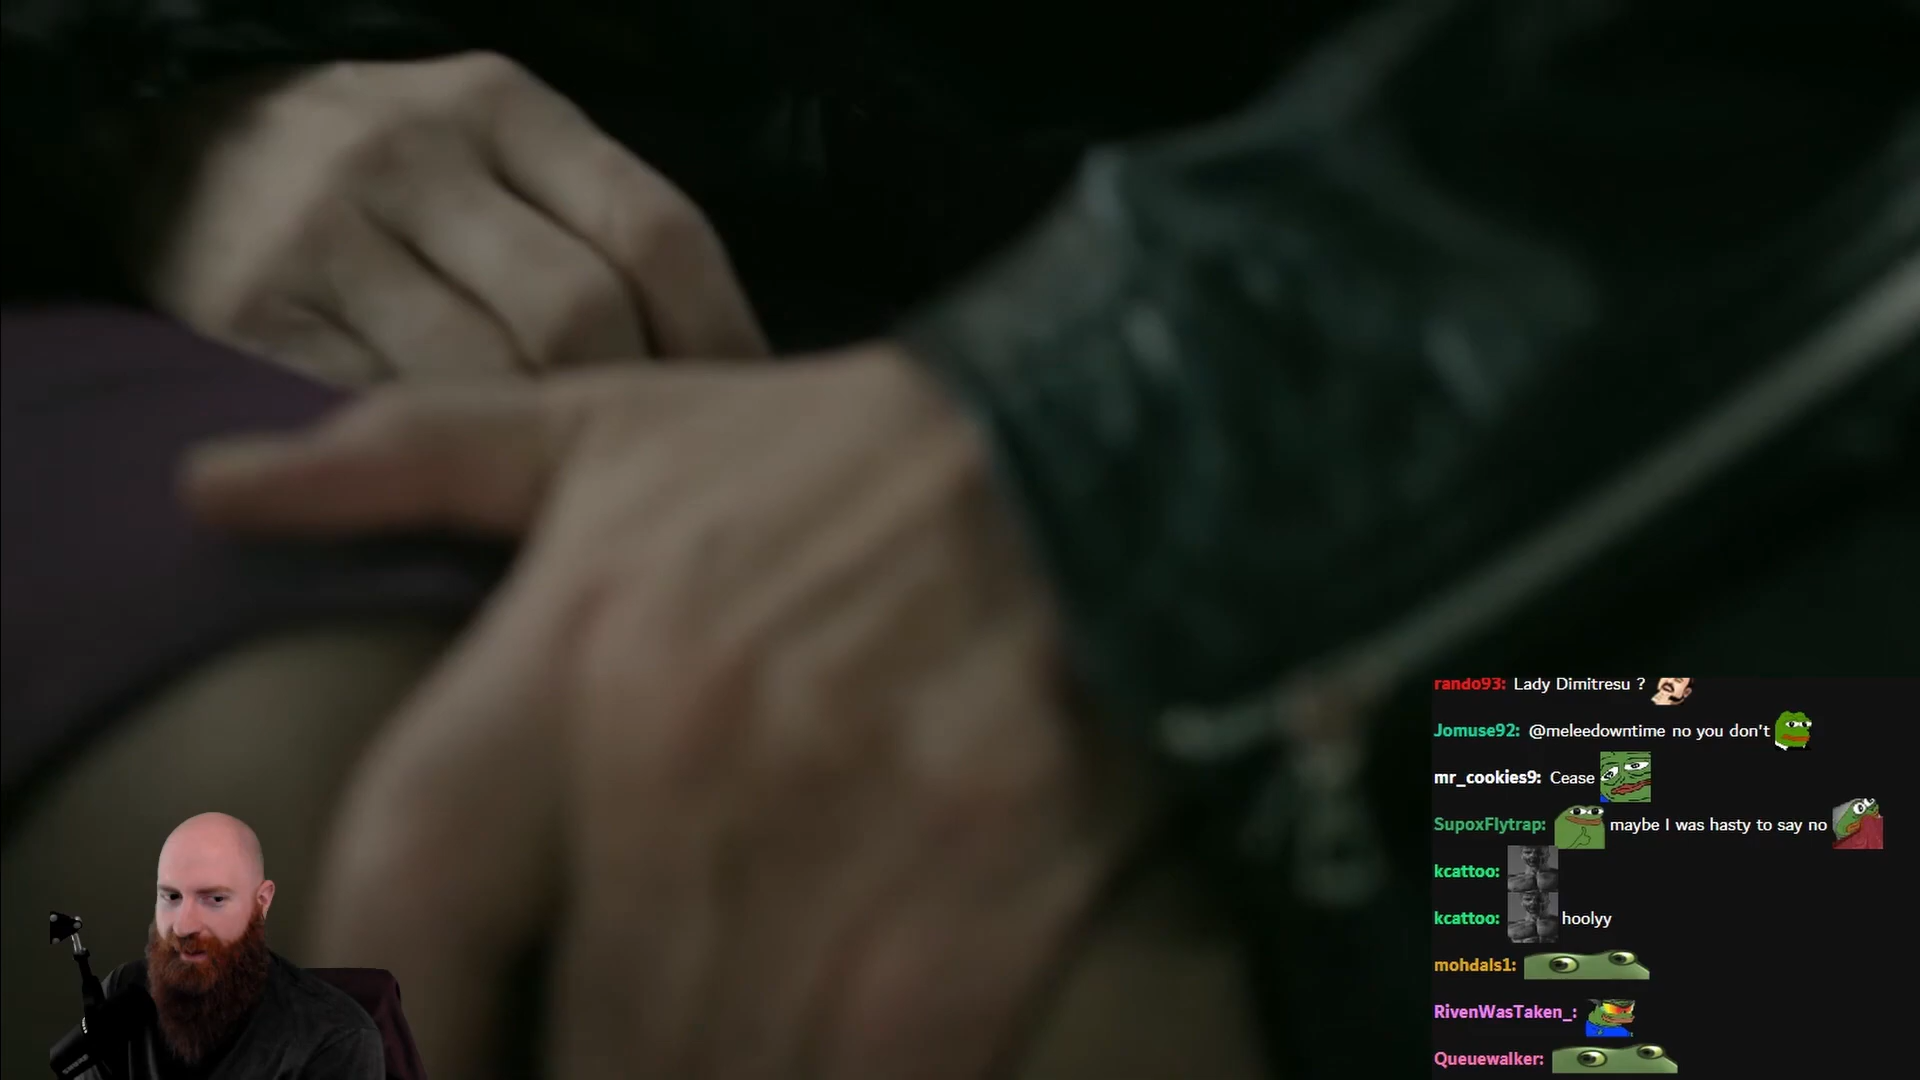 rando93: Lady Dimitresu ?
Jomuse92: @meleedowntime no you don't
mr_cookies9: Cease
SupoxFlytrap: maybe I was hasty to say no
kcattoo:
kcattoo: hoolyy
mohdals1:
RivenWasTaken_:
Queuewalker: